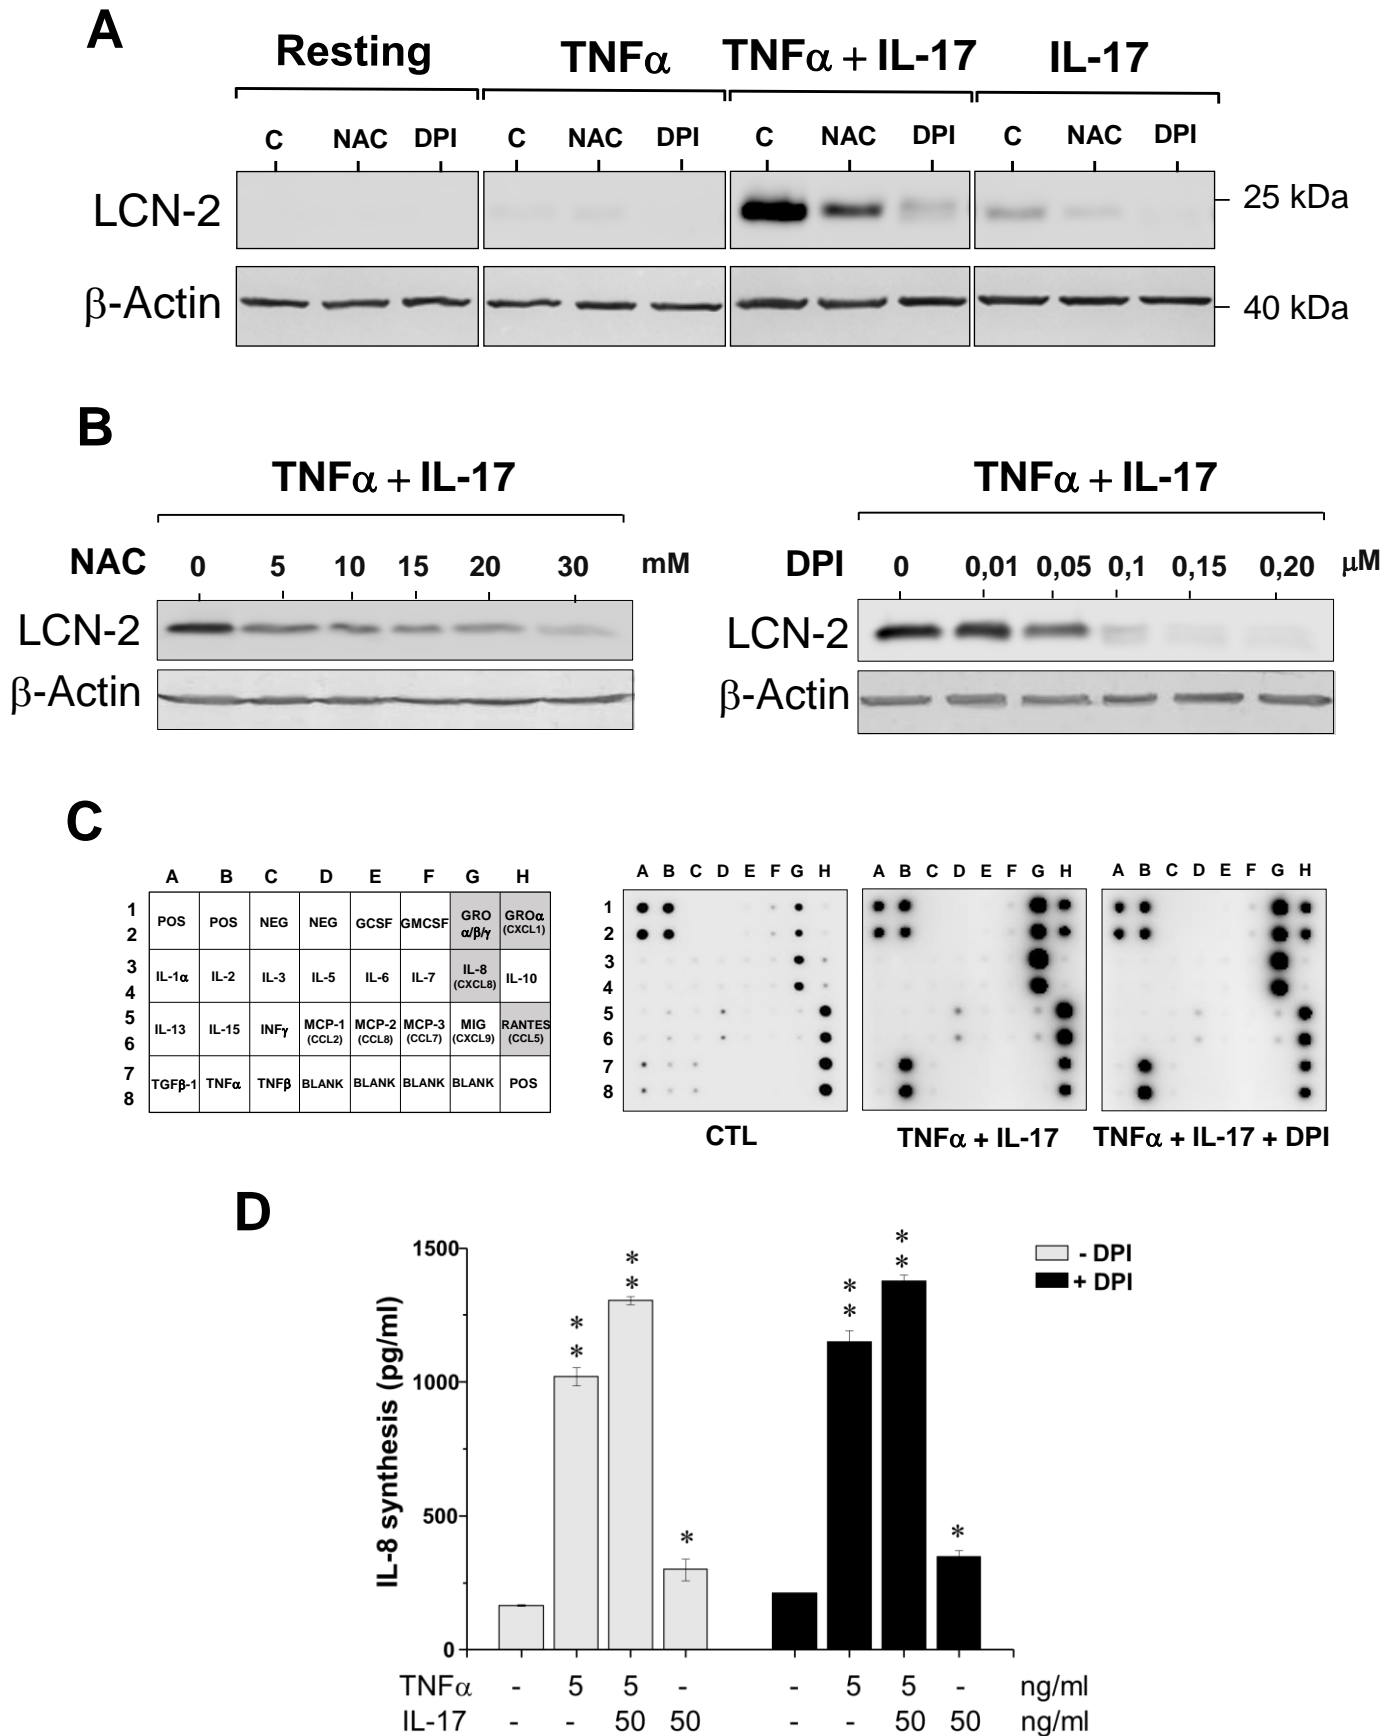 A
Resting TNFα TNFα + IL-17 IL-17
C NAC DPI C NAC DPI C NAC DPI C NAC DPI
LCN-2 25 kDa
β-Actin 40 kDa
B
TNFα + IL-17
NAC 0 5 10 15 20 30 mM
LCN-2
β-Actin
TNFα + IL-17
DPI 0 0,01 0,05 0,1 0,15 0,20 µM
LCN-2
β-Actin
C
A B C D E F G H
1 2 POS POS NEG NEG GCSF GMCSF GRO α/β/γ GROα (CXCL1)
3 4 IL-1α IL-2 IL-3 IL-5 IL-6 IL-7 IL-8 (CXCL8) IL-10
5 6 IL-13 IL-15 INFγ MCP-1 (CCL2) MCP-2 (CCL8) MCP-3 (CCL7) MIG (CXCL9) RANTES (CCL5)
7 8 TGFβ-1 TNFα TNFβ BLANK BLANK BLANK BLANK POS
A B C D E F G H A B C D E F G H A B C D E F G H
1
2
3
4
5
6
7
8
CTL TNFα + IL-17 TNFα + IL-17 + DPI
D
IL-8 synthesis (pg/ml)
1500
1000
500
0
* * * * * * * * * *
- DPI
+ DPI
TNFα - 5 5 - - 5 5 - ng/ml
IL-17 - - 50 50 - - 50 50 ng/ml